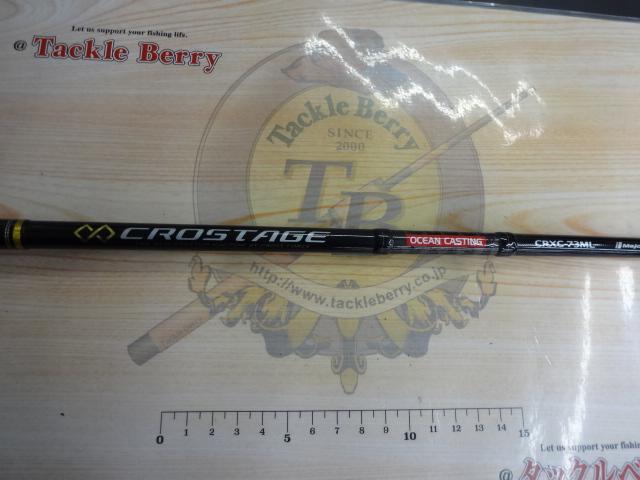 Let us support your fishing life.
@ Tackle Berry
Tackle Berry
SINCE
2000
TB
CROSTAGE
OCEAN CASTING
CRXC-73ML
Majo
http://www.tackleberry.co.jp
0 1 2 3 4 5 6 7 8 9 10 11 12 13 14 15
Let us support your fishing
@ タックルベ